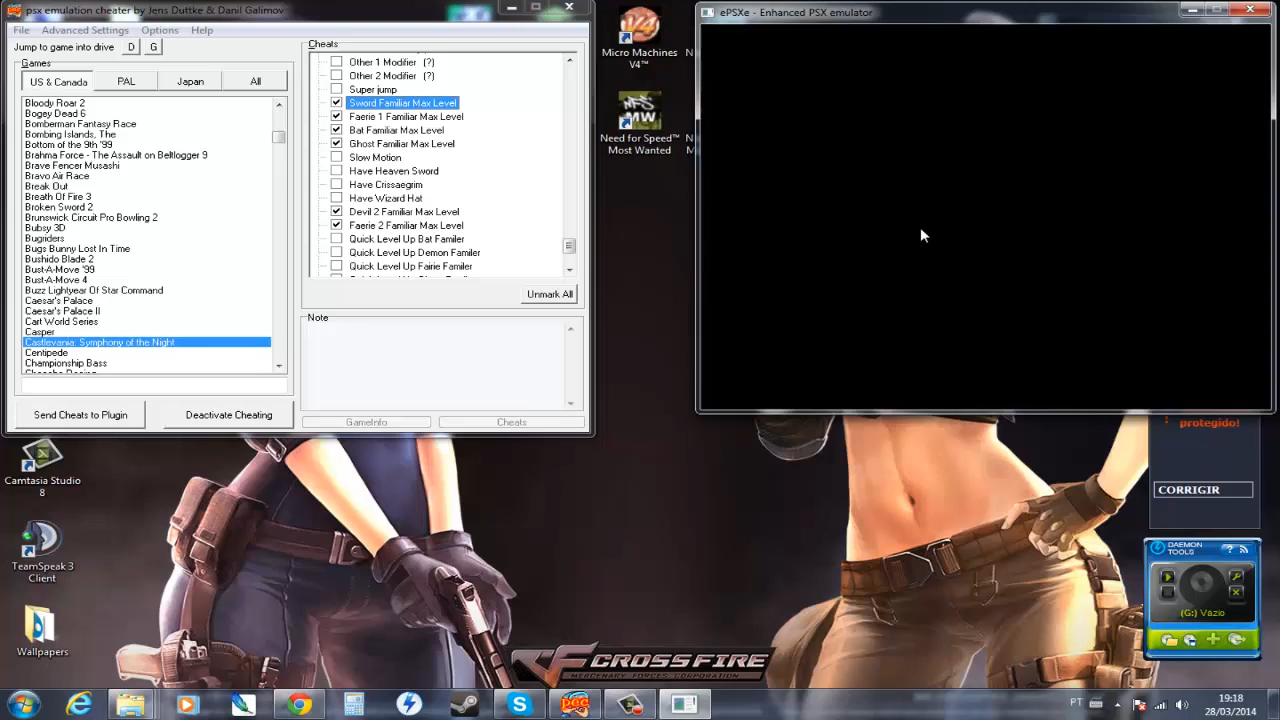 psx emulation cheater by Jens Duttke & Danil Galimov
File Advanced Settings Options Help
Jump to game into drive D G
Games
US & Canada PAL Japan All
Bloody Roar 2
Bogey Dead 6
Bomberman Fantasy Race
Bombing Islands, The
Bottom of the 9th '99
Brahma Force - The Assault on Beltlogger 9
Brave Fencer Musashi
Bravo Air Race
Break Out
Breath Of Fire 3
Broken Sword 2
Brunswick Circuit Pro Bowling 2
Bubsy 3D
Bugriders
Bugs Bunny Lost In Time
Bushido Blade 2
Bust-A-Move '99
Bust-A-Move 4
Buzz Lightyear Of Star Command
Caesar's Palace
Caesar's Palace II
Cart World Series
Casper
Castlevania: Symphony of the Night
Centipede
Championship Bass
Send Cheats to Plugin
Deactivate Cheating
Cheats
Other 1 Modifier (?)
Other 2 Modifier (?)
Super jump
Sword Familiar Max Level
Faerie 1 Familiar Max Level
Bat Familiar Max Level
Ghost Familiar Max Level
Slow Motion
Have Heaven Sword
Have Crissaegrim
Have Wizard Hat
Devil 2 Familiar Max Level
Faerie 2 Familiar Max Level
Quick Level Up Bat Familer
Quick Level Up Demon Familer
Quick Level Up Fairie Familer
Unmark All
Note
GameInfo
Cheats
V4
Micro Machines
V4™
NFS
MW
Need for Speed™
Most Wanted
ePSXe - Enhanced PSX emulator
protegido!
CORRIGIR
DAEMON
TOOLS
(G:) Vazio
Camtasia Studio
8
TeamSpeak 3
Client
Wallpapers
CROSSFIRE
MERCENARY FORCES CORPORATION
pec
PT
19:18
28/03/2014